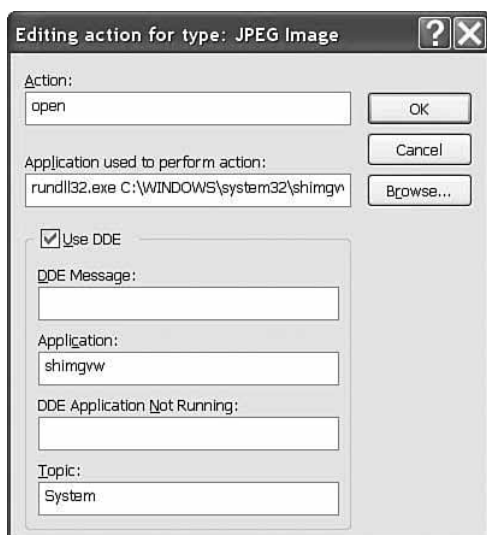 Editing action for type: JPEG Image
Action:
open
OK
Cancel
Application used to perform action:
rundll32.exe C:\WINDOWS\system32\shimgv
Browse...
Use DDE
DDE Message:
Application:
shimgvw
DDE Application Not Running:
Topic:
System